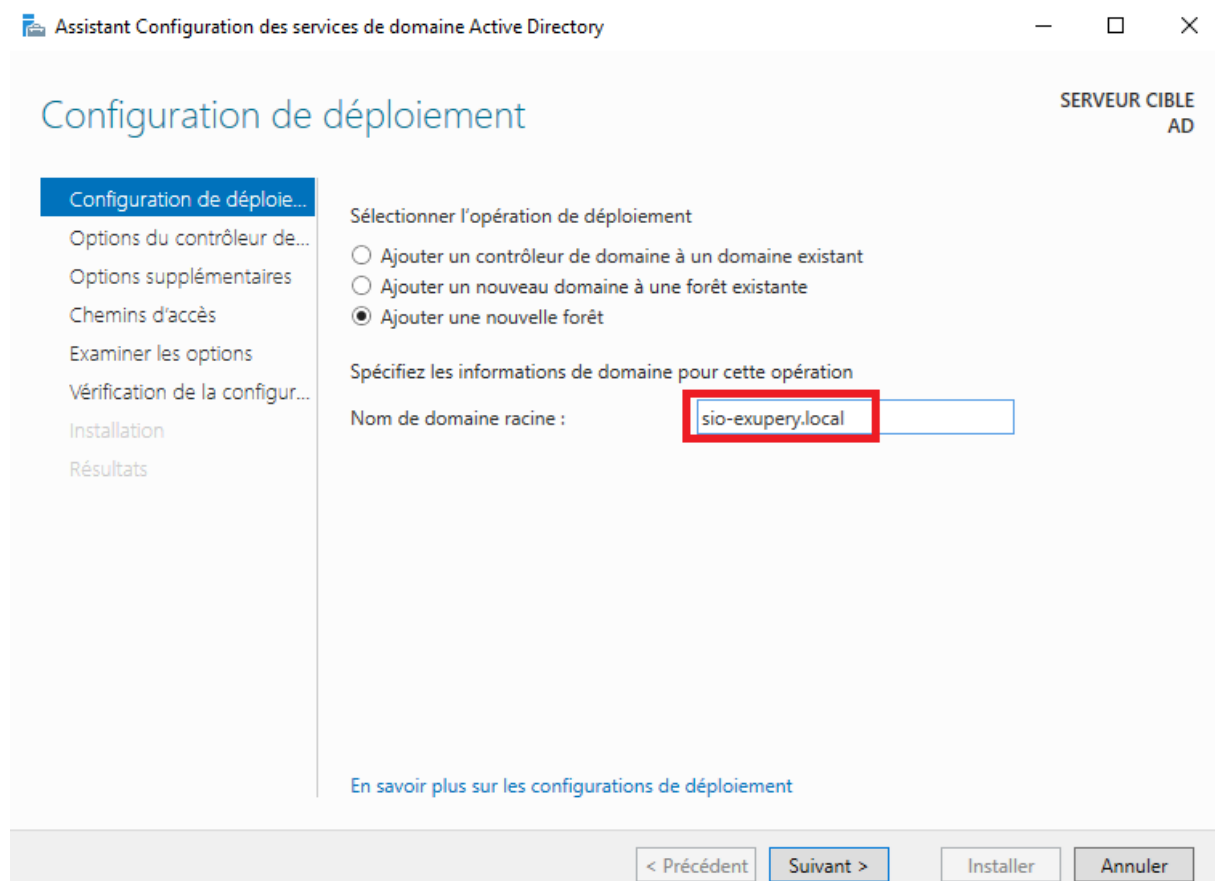 Assistant Configuration des services de domaine Active Directory
Configuration de déploiement
SERVEUR CIBLE
AD
Configuration de déploie...
Options du contrôleur de...
Options supplémentaires
Chemins d'accès
Examiner les options
Vérification de la configur...
Installation
Résultats
Sélectionner l'opération de déploiement
Ajouter un contrôleur de domaine à un domaine existant
Ajouter un nouveau domaine à une forêt existante
Ajouter une nouvelle forêt
Spécifiez les informations de domaine pour cette opération
Nom de domaine racine : sio-exupery.local
En savoir plus sur les configurations de déploiement
< Précédent Suivant > Installer Annuler